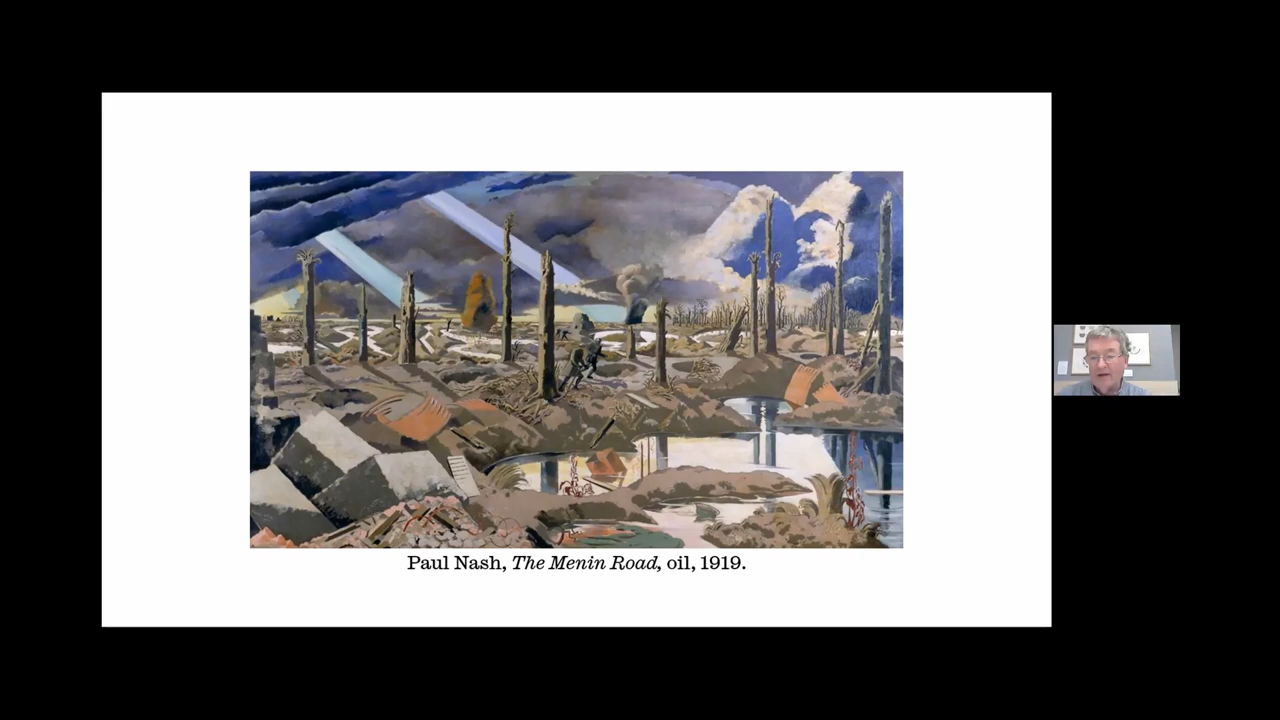 Paul Nash, The Menin Road, oil, 1919.